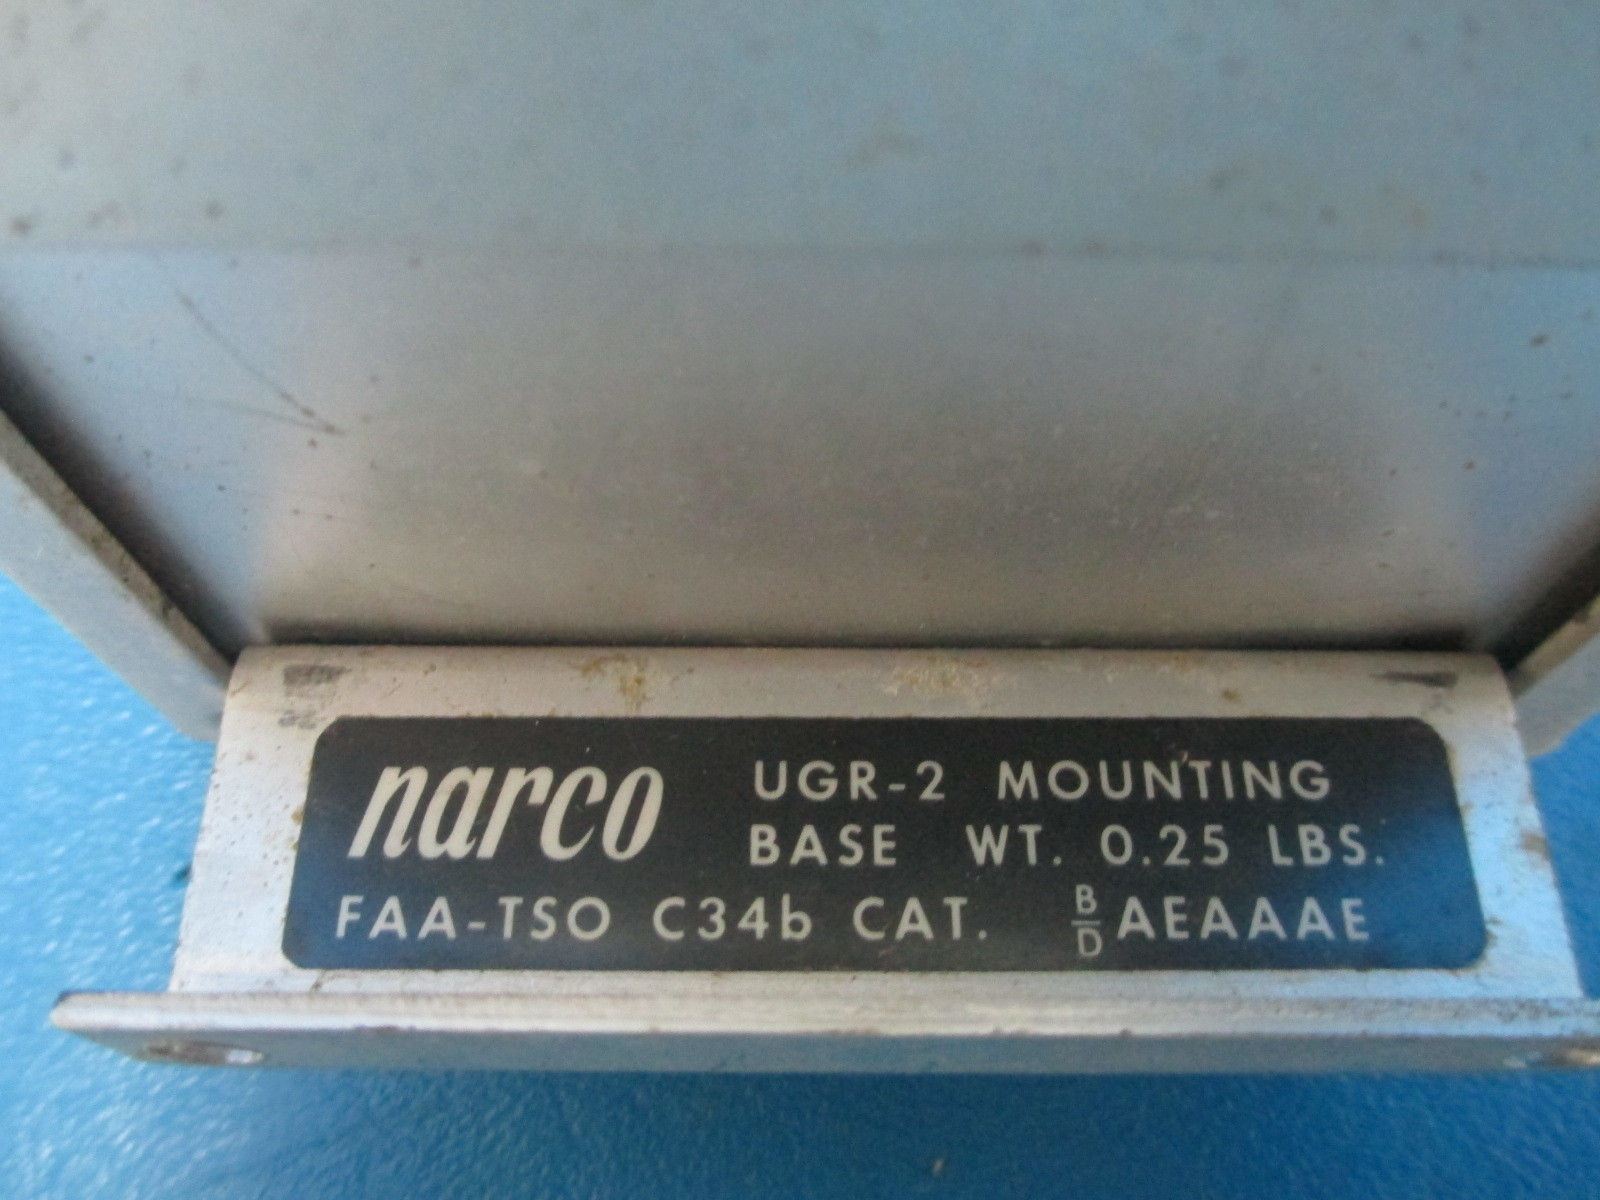 narco UGR-2 MOUNTING
BASE WT. 0.25 LBS.
FAA-TSO C34b CAT. B/D AEAAAE